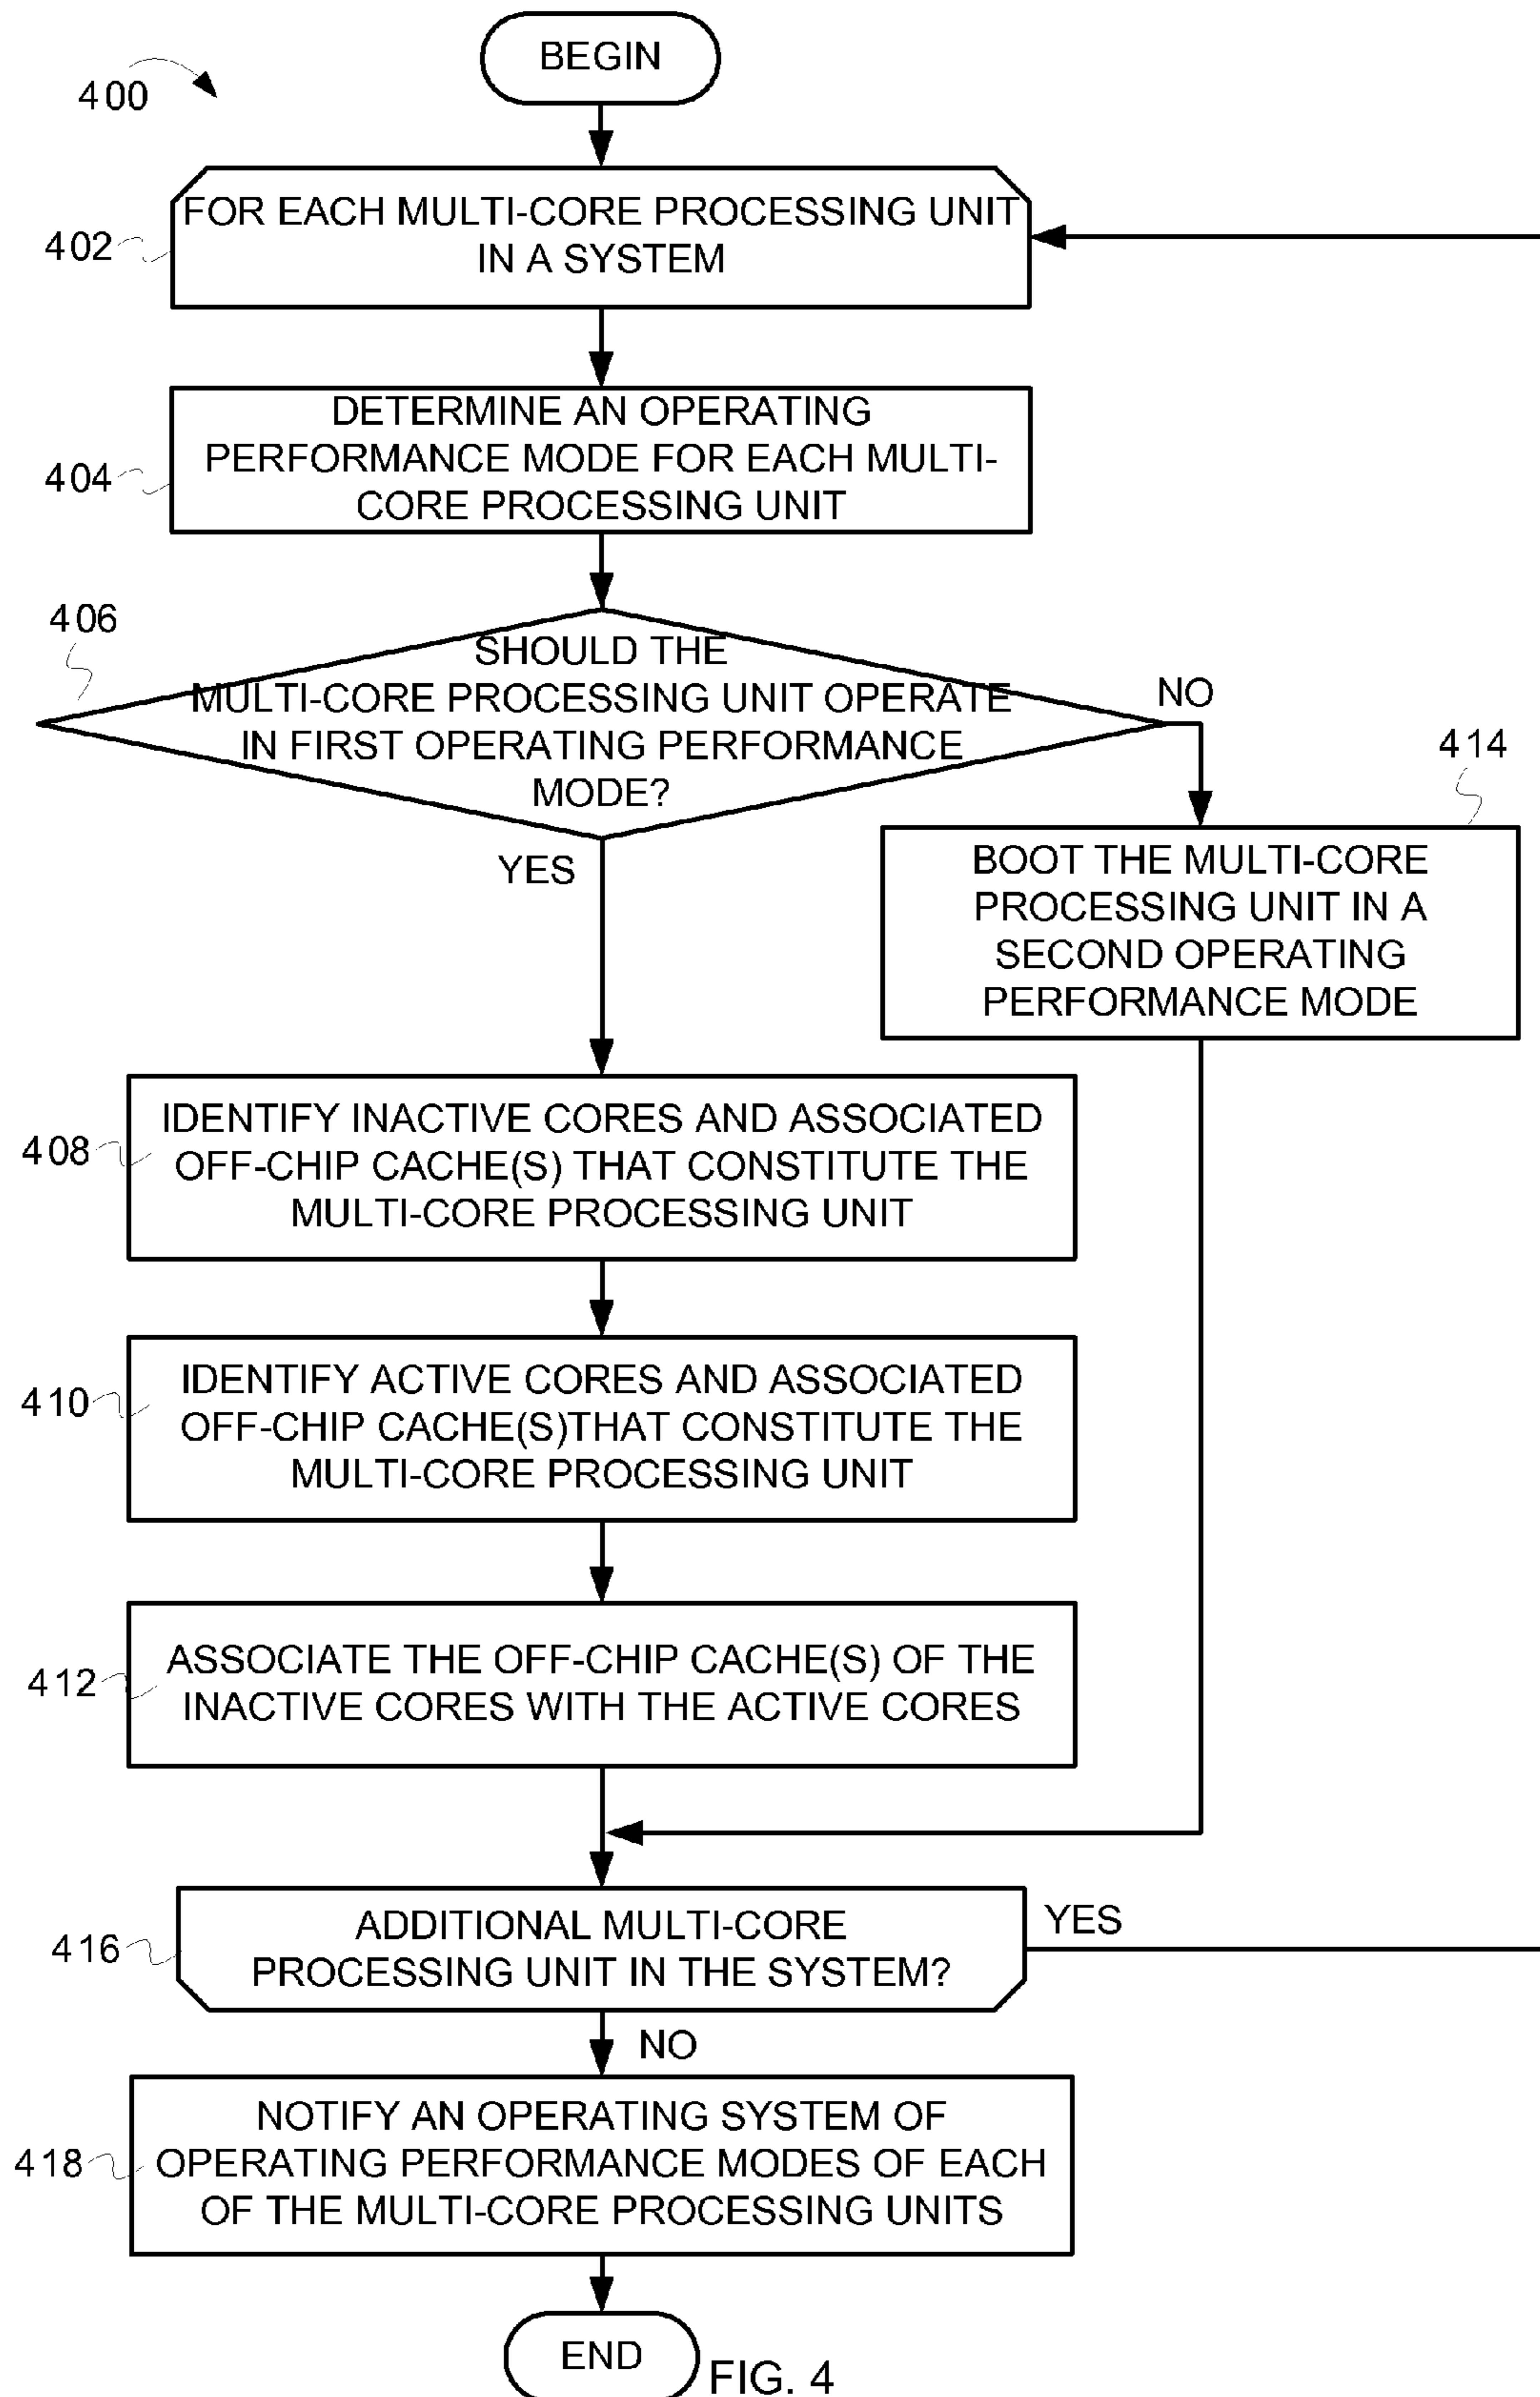 BEGIN
400
FOR EACH MULTI-CORE PROCESSING UNIT
IN A SYSTEM
402
DETERMINE AN OPERATING
PERFORMANCE MODE FOR EACH MULTI-
CORE PROCESSING UNIT
404
406
SHOULD THE
MULTI-CORE PROCESSING UNIT OPERATE
IN FIRST OPERATING PERFORMANCE
MODE?
NO
YES
414
BOOT THE MULTI-CORE
PROCESSING UNIT IN A
SECOND OPERATING
PERFORMANCE MODE
IDENTIFY INACTIVE CORES AND ASSOCIATED
OFF-CHIP CACHE(S) THAT CONSTITUTE THE
MULTI-CORE PROCESSING UNIT
408
IDENTIFY ACTIVE CORES AND ASSOCIATED
OFF-CHIP CACHE(S)THAT CONSTITUTE THE
MULTI-CORE PROCESSING UNIT
410
ASSOCIATE THE OFF-CHIP CACHE(S) OF THE
INACTIVE CORES WITH THE ACTIVE CORES
412
ADDITIONAL MULTI-CORE
PROCESSING UNIT IN THE SYSTEM?
416
YES
NO
NOTIFY AN OPERATING SYSTEM OF
OPERATING PERFORMANCE MODES OF EACH
OF THE MULTI-CORE PROCESSING UNITS
418
END
FIG. 4